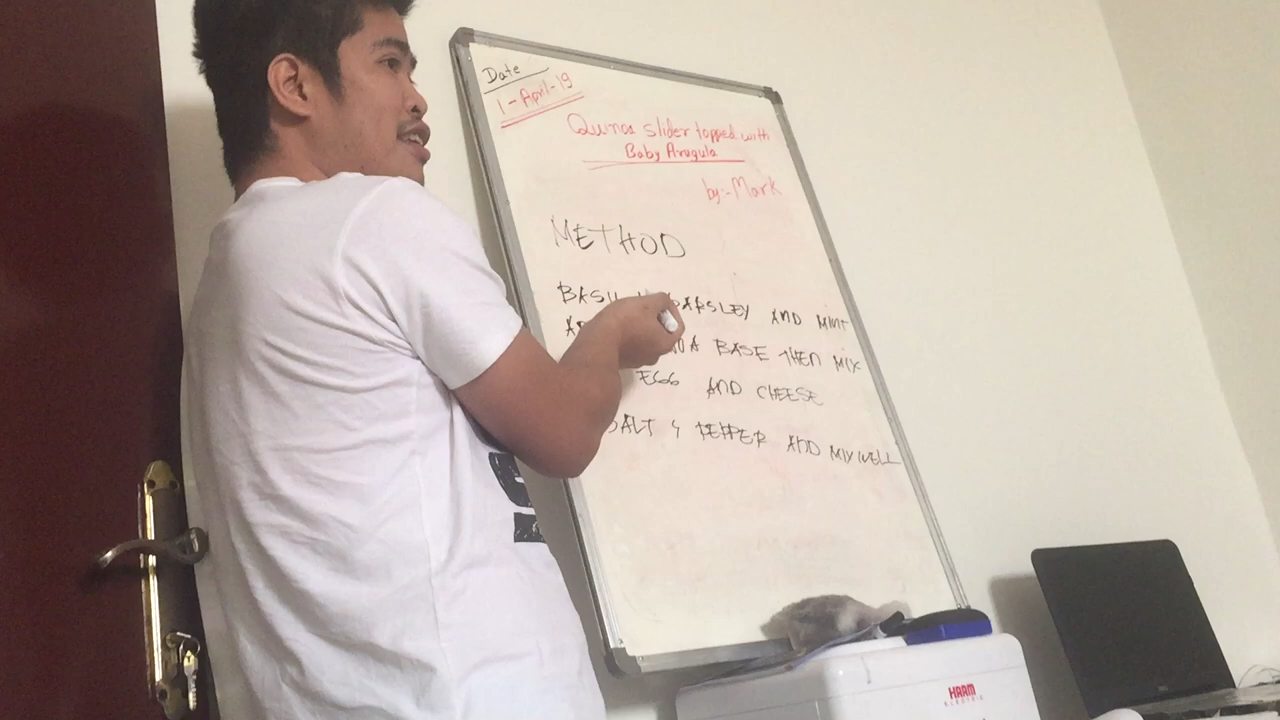 Date
1-April-19
Quinoa slider topped with
Baby Arugula
by:- Mark
METHOD
PARSLEY AND MINT
BASE THEN MIX
EGG AND CHEESE
SALT & PEPPER AND MIX WELL
HAAM
ELECTRIC